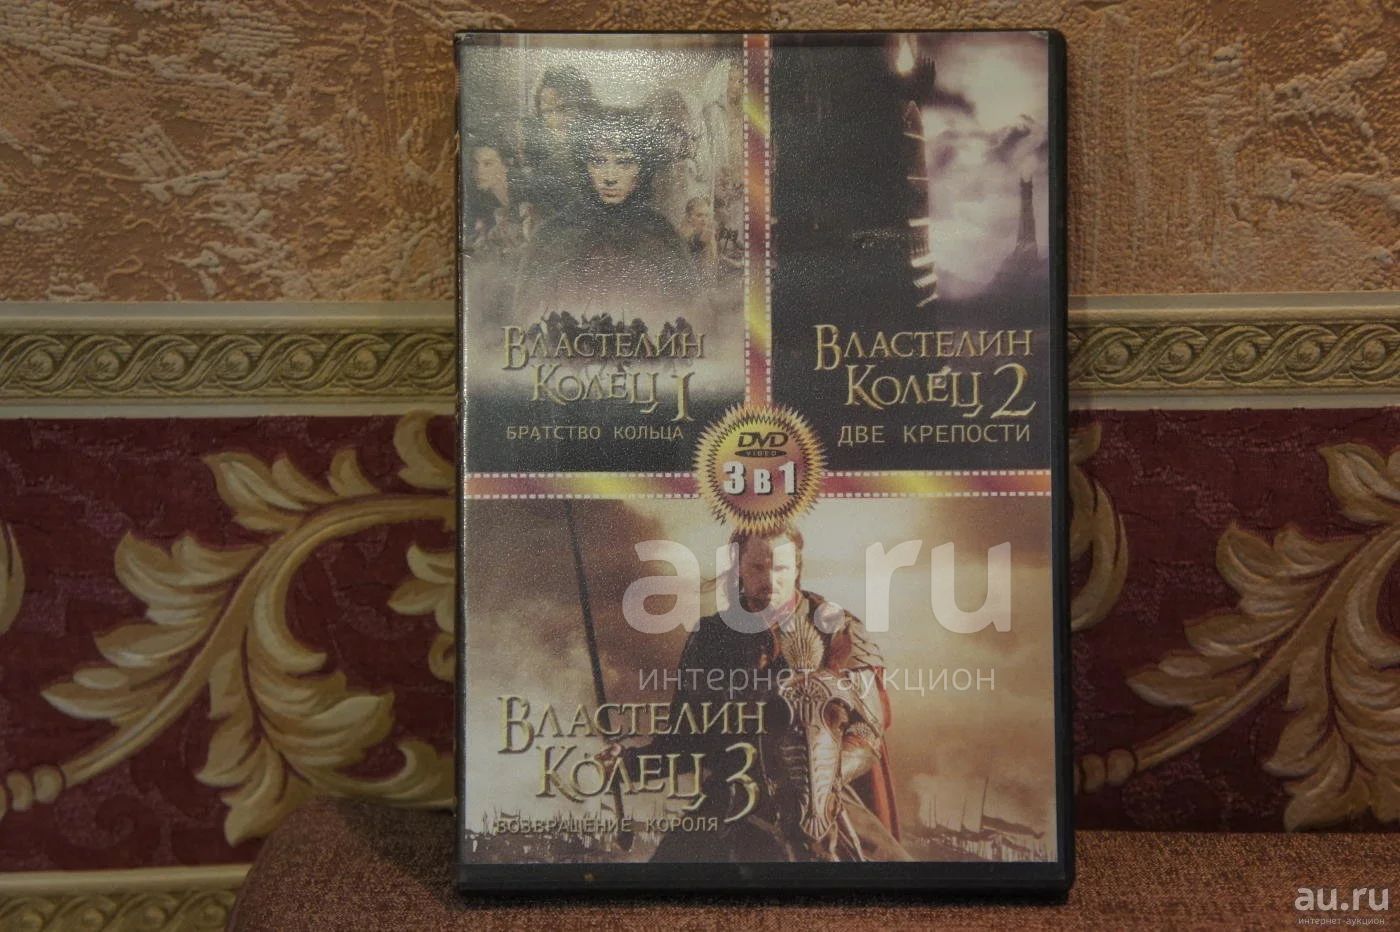 Властелин
Колец 1
БРАТСТВО КОЛЬЦА
Властелин
Колец 2
ДВЕ КРЕПОСТИ
DVD
VIDEO
3 в 1
Властелин
Колец 3
ВОЗВРАЩЕНИЕ КОРОЛЯ
au.ru
интернет-аукцион
au.ru
интернет-аукцион